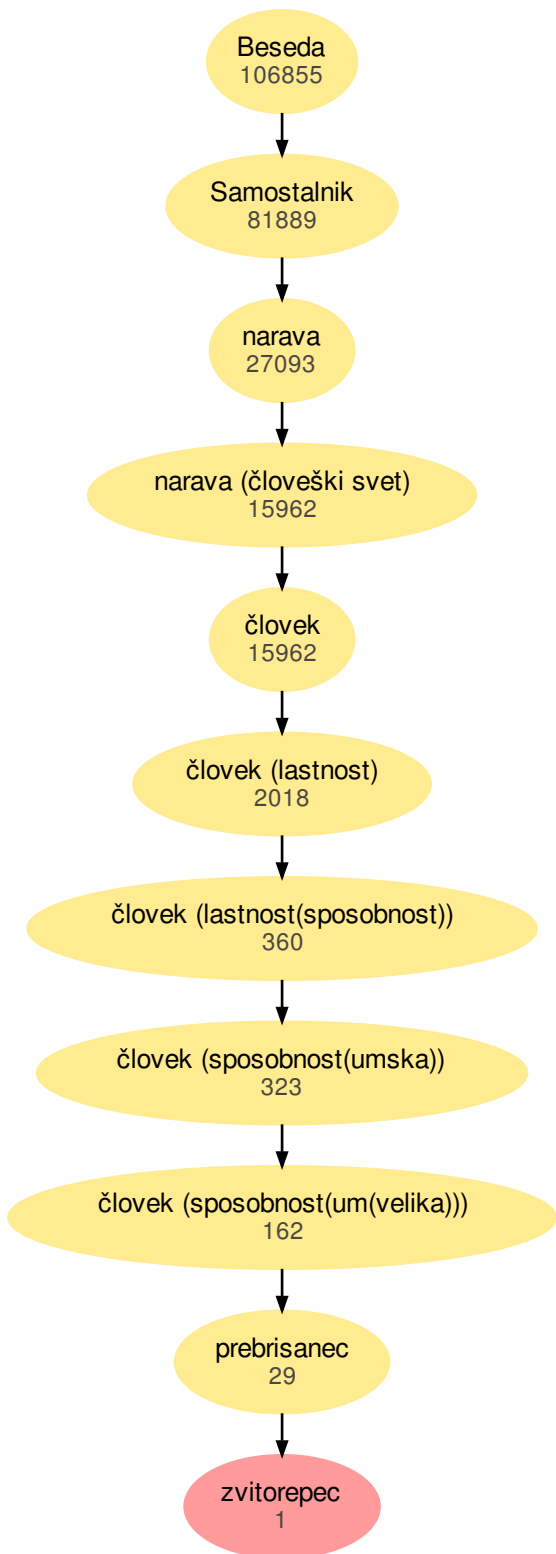 Beseda
106855
Samostalnik
81889
narava
27093
narava (človeški svet)
15962
človek
15962
človek (lastnost)
2018
človek (lastnost(sposobnost))
360
človek (sposobnost(umska))
323
človek (sposobnost(um(velika)))
162
prebrisanec
29
zvitorepec
1